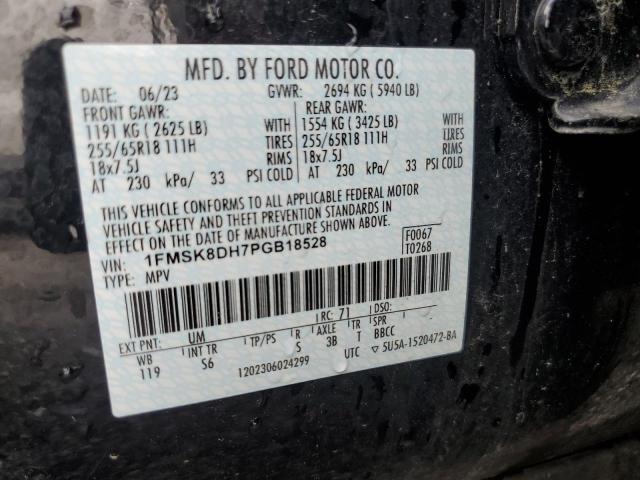 MFD. BY FORD MOTOR CO.
DATE: 06/23 GVWR: 2694 KG ( 5940 LB)
FRONT GAWR: REAR GAWR:
1191 KG ( 2625 LB) WITH 1554 KG ( 3425 LB) WITH
255/65R18 111H TIRES 255/65R18 111H TIRES
18x7.5J RIMS 18x7.5J RIMS
AT 230 kPa/ 33 PSI COLD AT 230 kPa/ 33 PSI COLD
THIS VEHICLE CONFORMS TO ALL APPLICABLE FEDERAL MOTOR
VEHICLE SAFETY AND THEFT PREVENTION STANDARDS IN
EFFECT ON THE DATE OF MANUFACTURE SHOWN ABOVE.
VIN: 1FMSK8DH7PGB18528 F0067
TYPE: MPV T0268
EXT PNT: UM RC: 71 DSO:
WB INT TR TP/PS R AXLE TR SPR
119 S6 S 3B T BBCC
1202306024299 UTC ▽ 5U5A-1520472-BA